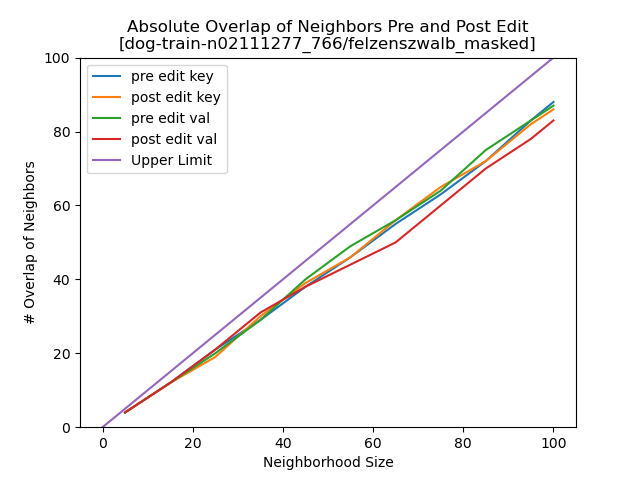 Absolute Overlap of Neighbors Pre and Post Edit
[dog-train-n02111277_766/felzenszwalb_masked]
100
80
60
40
20
0
# Overlap of Neighbors
pre edit key
post edit key
pre edit val
post edit val
Upper Limit
0 20 40 60 80 100
Neighborhood Size